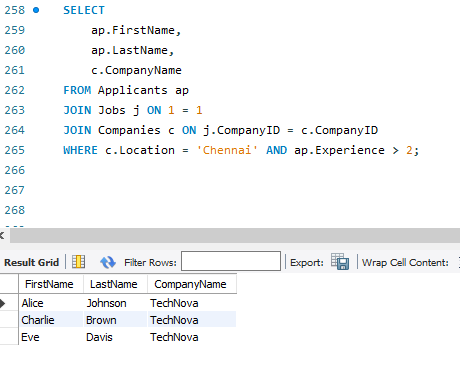 258 SELECT
259 ap.FirstName,
260 ap.LastName,
261 c.CompanyName
262 FROM Applicants ap
263 JOIN Jobs j ON 1 = 1
264 JOIN Companies c ON j.CompanyID = c.CompanyID
265 WHERE c.Location = 'Chennai' AND ap.Experience > 2;
266
267
268
Result Grid Filter Rows: Export: Wrap Cell Content:
FirstName LastName CompanyName
Alice Johnson TechNova
Charlie Brown TechNova
Eve Davis TechNova